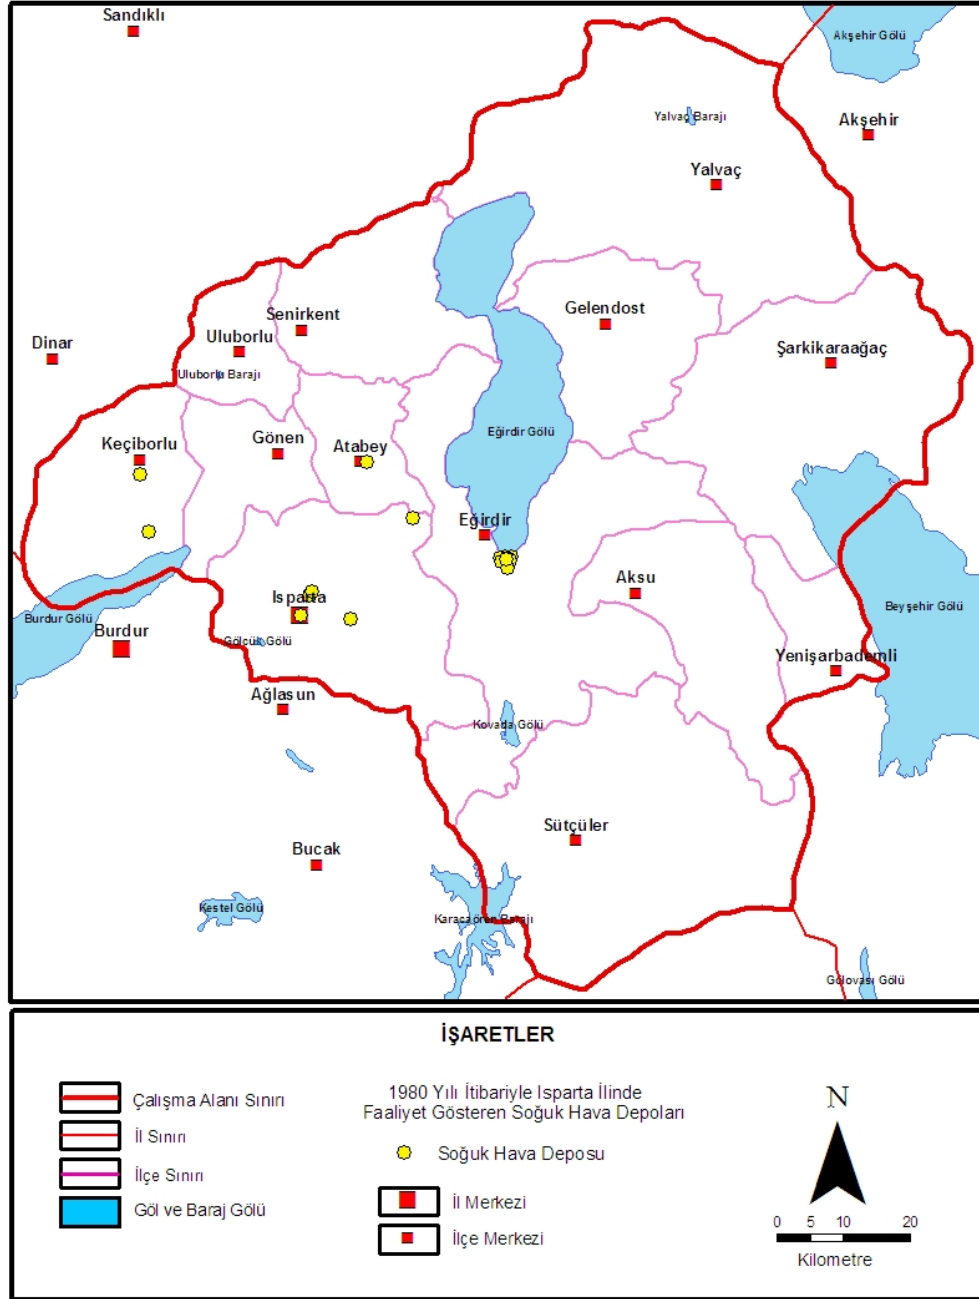 Sandıklı
Akşehir Gölü
Yalvaç Barajı
Akşehir
Yalvaç
Gelendost
Senirkent
Uluborlu
Dinar
Şarkikaraağaç
Uluborlu Barajı
Eğirdir Gölü
Gönen
Keçiborlu
Atabey
Eğirdir
Aksu
Isparta
Beyşehir Gölü
Burdur Gölü
Burdur
Gölcük Gölü
Yenişarbademli
Ağlasun
Kovada Gölü
Sütçüler
Bucak
Kestel Gölü
Karacaören Barajı
Gölovası Gölü
İŞARETLER
Çalışma Alanı Sınırı
İl Sınırı
İlçe Sınırı
Göl ve Baraj Gölü
1980 Yılı İtibariyle Isparta İlinde
Faaliyet Gösteren Soğuk Hava Depoları
Soğuk Hava Deposu
İl Merkezi
İlçe Merkezi
N
0 5 10 20
Kilometre